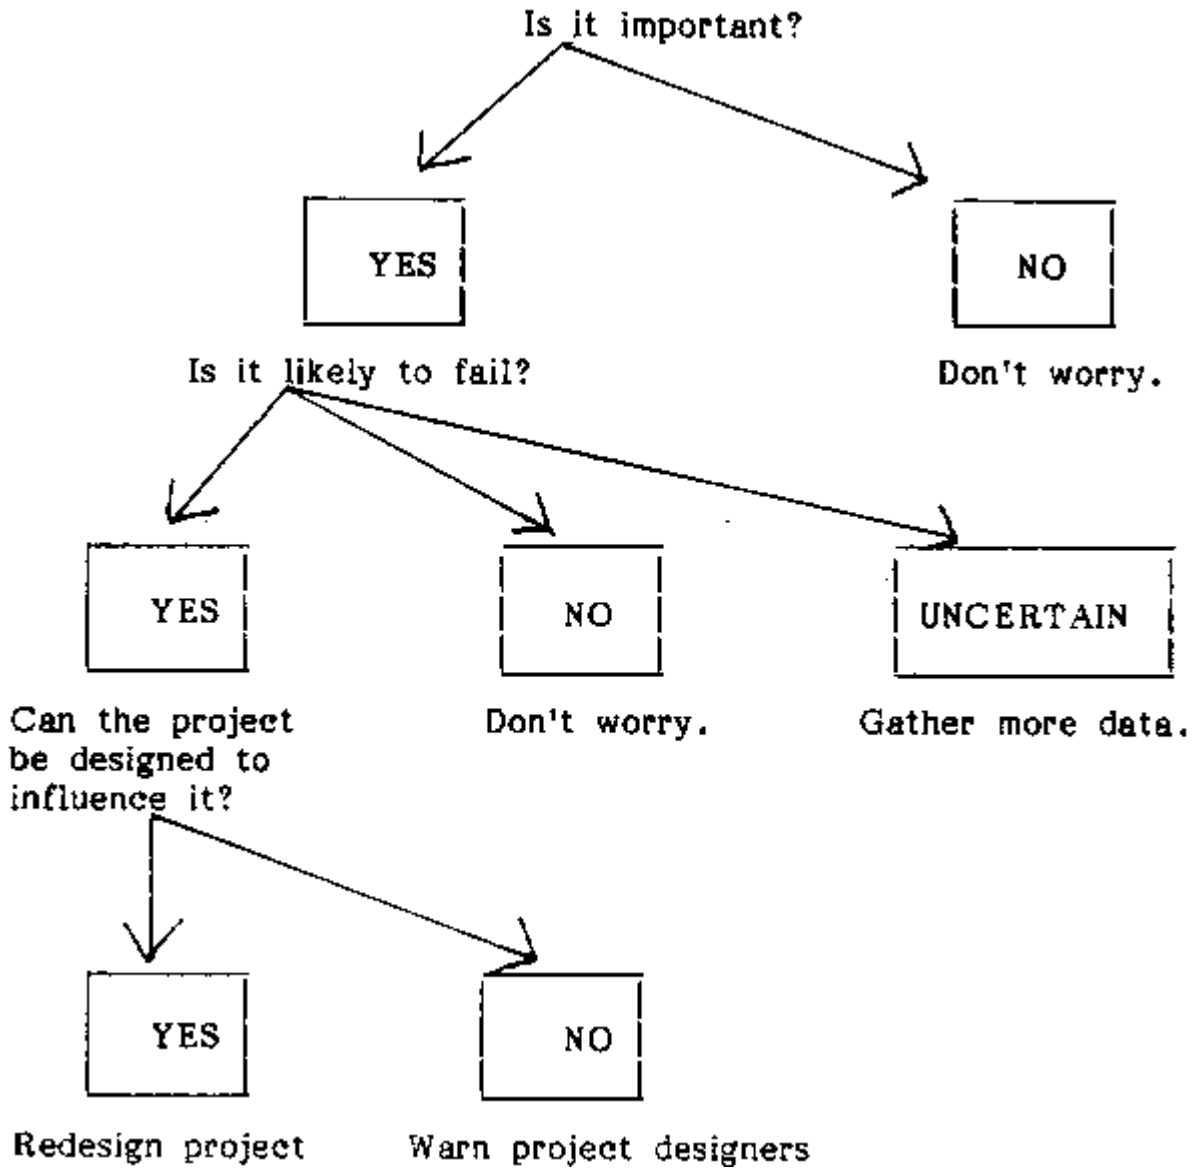 Is it important?
YES
NO
Is it likely to fail?
Don't worry.
YES
NO
UNCERTAIN
Can the project
be designed to
influence it?
Don't worry.
Gather more data.
YES
NO
Redesign project
Warn project designers